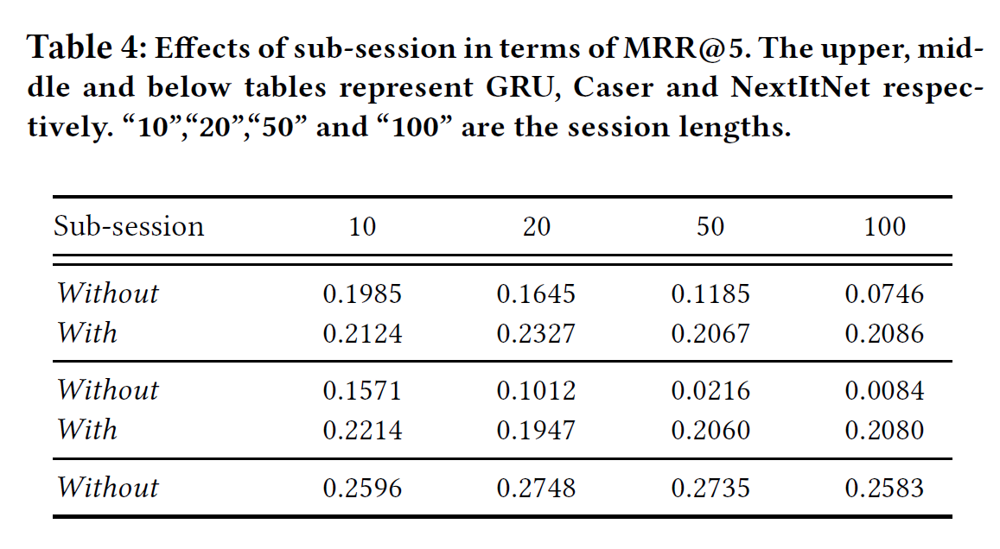 Table 4: Effects of sub-session in terms of MRR@5. The upper, mid-
dle and below tables represent GRU, Caser and NextItNet respec-
tively. “10”,“20”,“50” and “100” are the session lengths.
Sub-session 10 20 50 100
Without 0.1985 0.1645 0.1185 0.0746
With 0.2124 0.2327 0.2067 0.2086
Without 0.1571 0.1012 0.0216 0.0084
With 0.2214 0.1947 0.2060 0.2080
Without 0.2596 0.2748 0.2735 0.2583